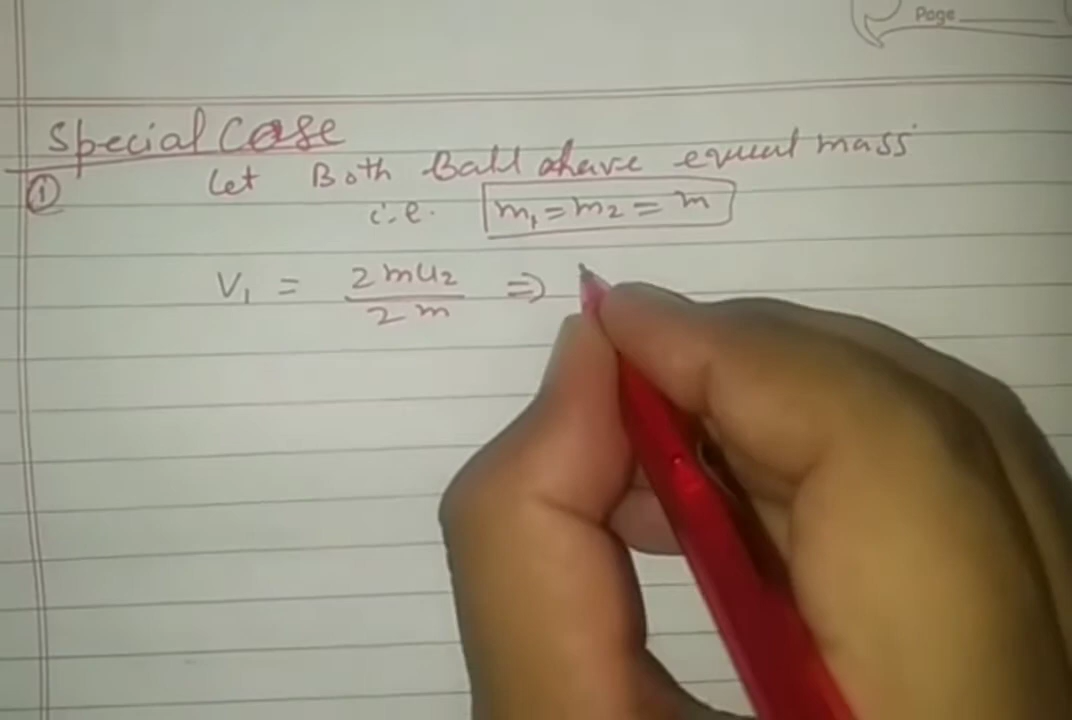 Page
Special Case
① Let Both Ball have equal mass
i.e. m₁ = m₂ = m
V₁ = 2mu₂ / 2m ⇒